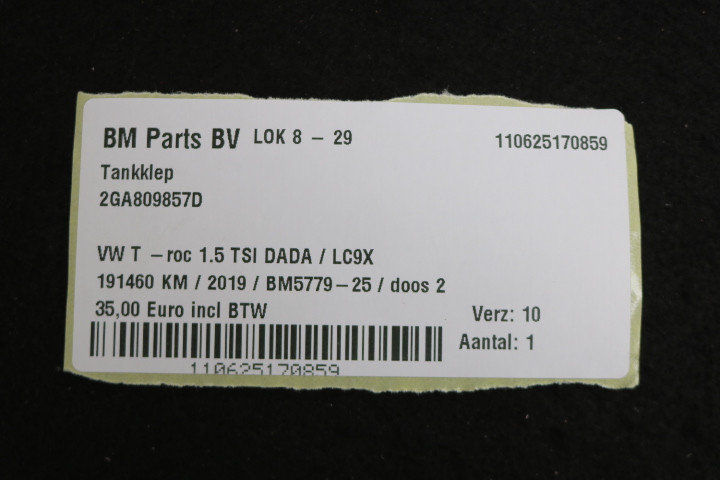 BM Parts BV LOK 8 - 29 110625170859
Tankklep
2GA809857D
VW T -roc 1.5 TSI DADA / LC9X
191460 KM / 2019 / BM5779-25 / doos 2
35,00 Euro incl BTW Verz: 10
Aantal: 1
110625170859